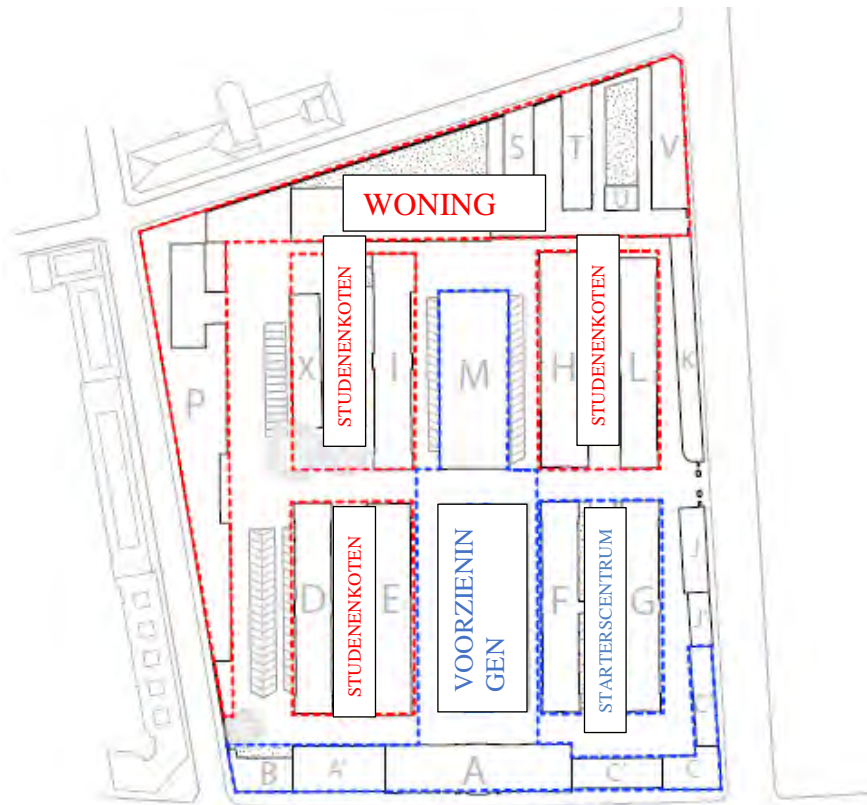 S
T
V
U
WONING
STUDENENKOTEN
STUDENENKOTEN
X
I
M
H
L
K
P
STUDENENKOTEN
VOORZIENIN
GEN
STARTERSCENTRUM
D
E
F
G
J
B
A'
A
C'
C